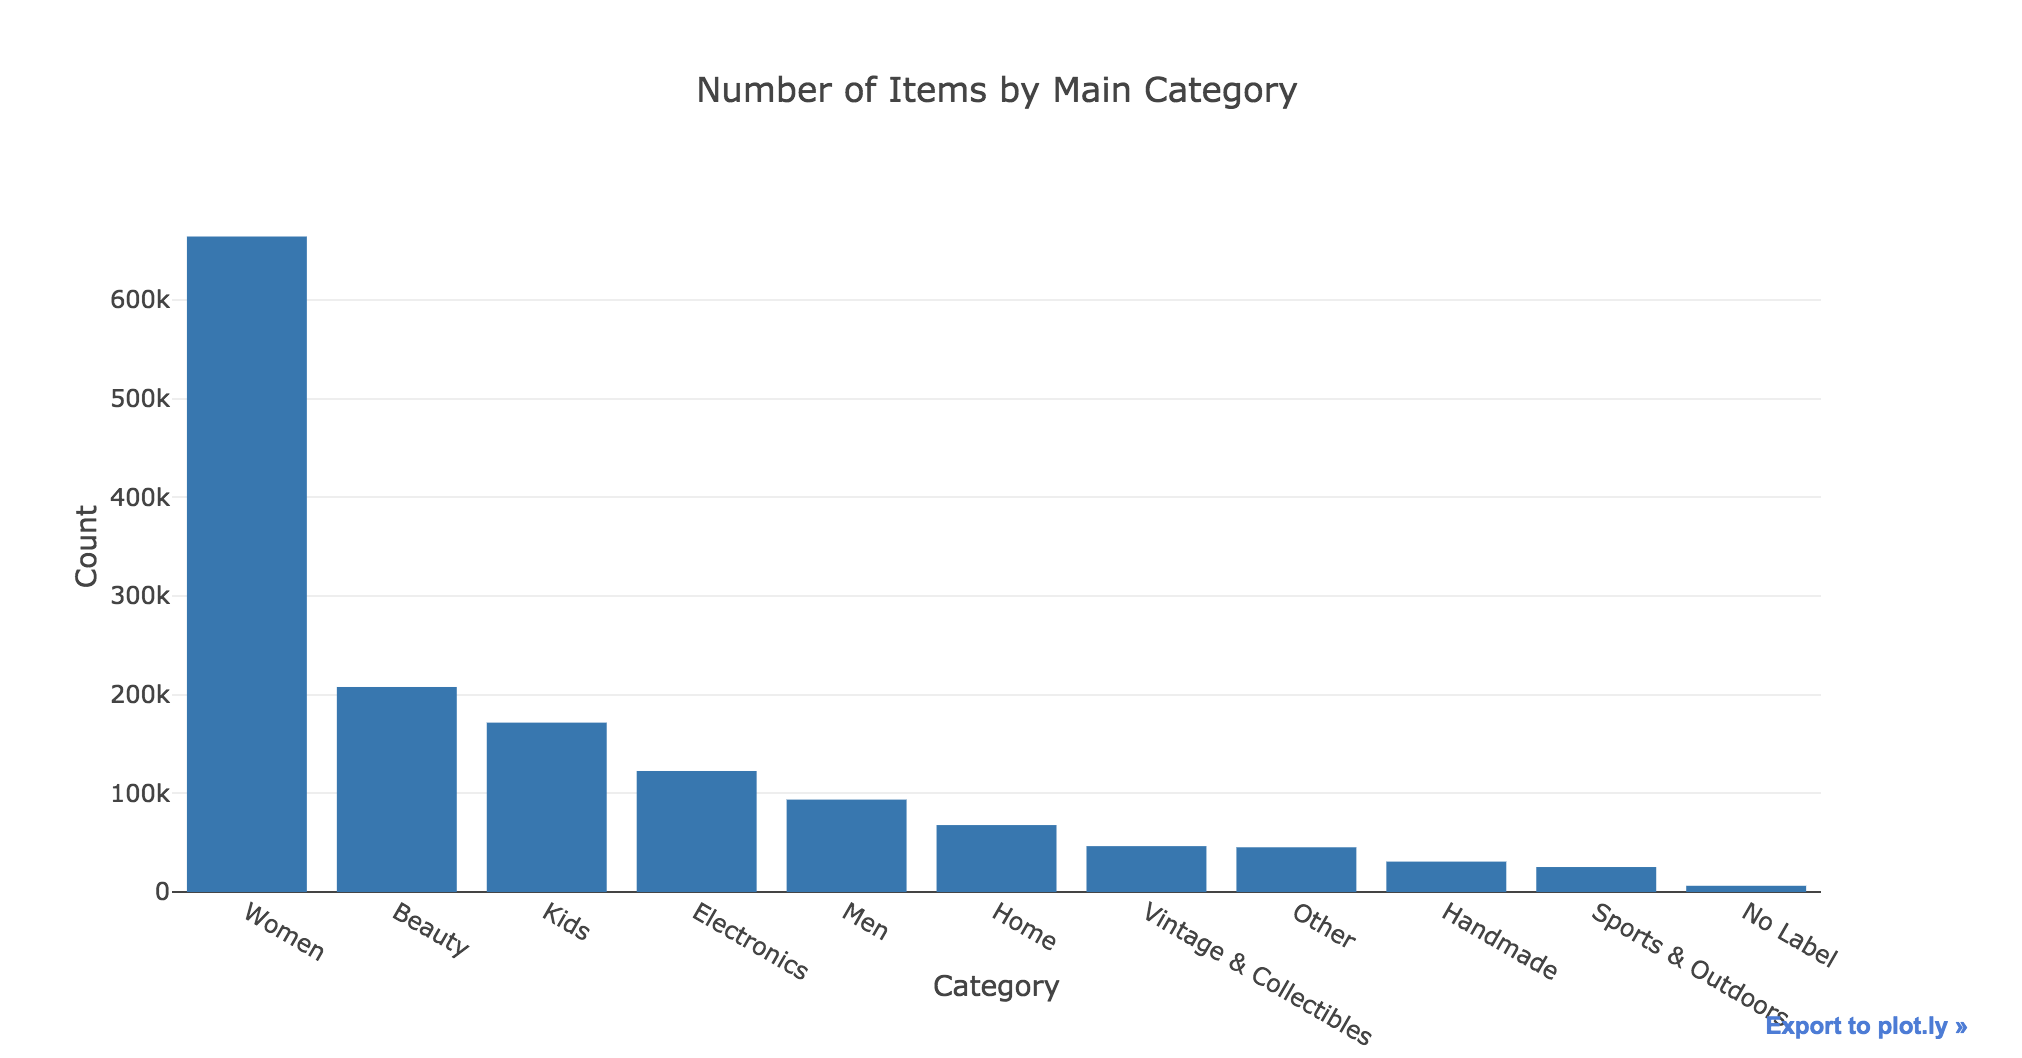 Number of Items by Main Category
600k
500k
400k
300k
200k
100k
0
Count
Women
Beauty
Kids
Electronics
Men
Home
Vintage & Collectibles
Other
Handmade
Sports & Outdoors
No Label
Category
Export to plot.ly »